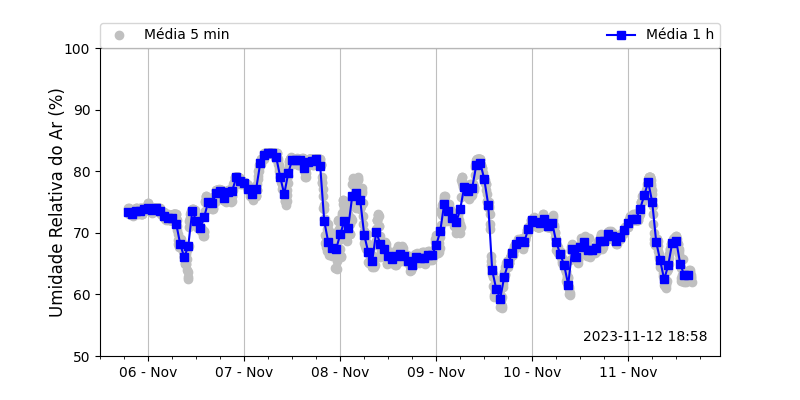 Média 5 min
Média 1 h
Umidade Relativa do Ar (%)
100
90
80
70
60
50
2023-11-12 18:58
06 - Nov
07 - Nov
08 - Nov
09 - Nov
10 - Nov
11 - Nov